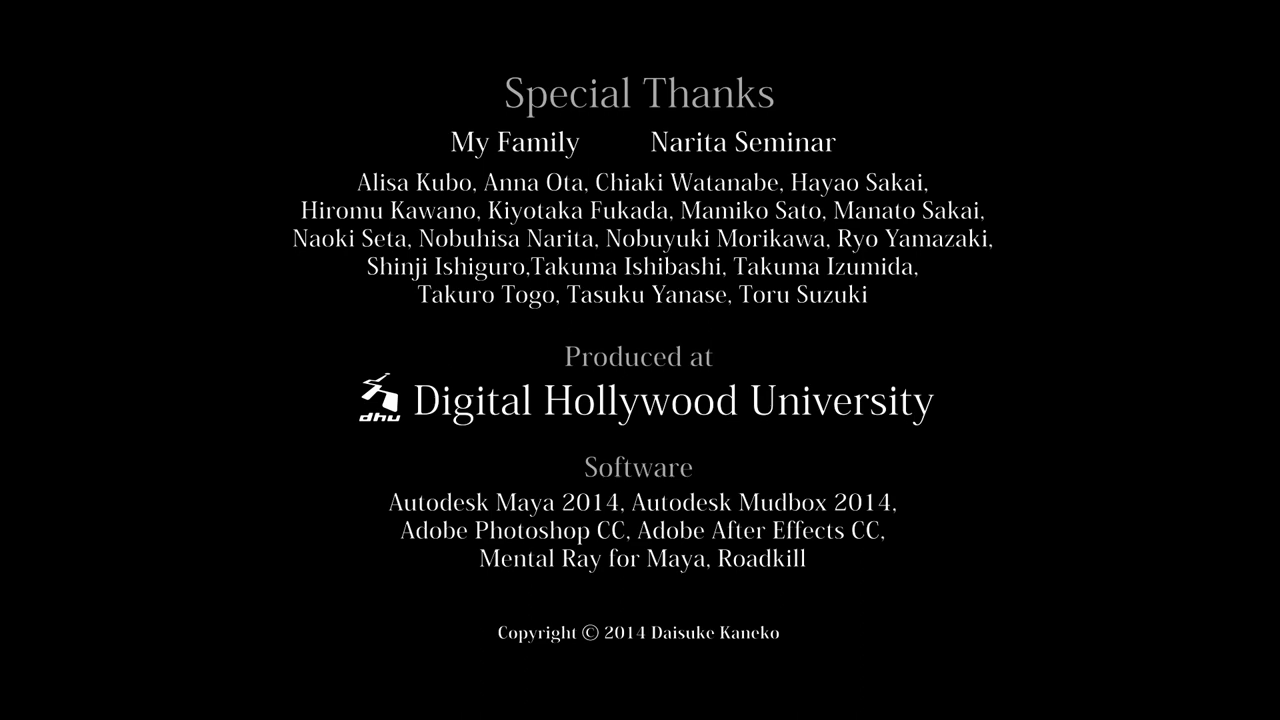 Special Thanks
My Family Narita Seminar
Alisa Kubo, Anna Ota, Chiaki Watanabe, Hayao Sakai,
Hiromu Kawano, Kiyotaka Fukada, Mamiko Sato, Manato Sakai,
Naoki Seta, Nobuhisa Narita, Nobuyuki Morikawa, Ryo Yamazaki,
Shinji Ishiguro,Takuma Ishibashi, Takuma Izumida,
Takuro Togo, Tasuku Yanase, Toru Suzuki
Produced at
dhu Digital Hollywood University
Software
Autodesk Maya 2014, Autodesk Mudbox 2014,
Adobe Photoshop CC, Adobe After Effects CC,
Mental Ray for Maya, Roadkill
Copyright © 2014 Daisuke Kaneko